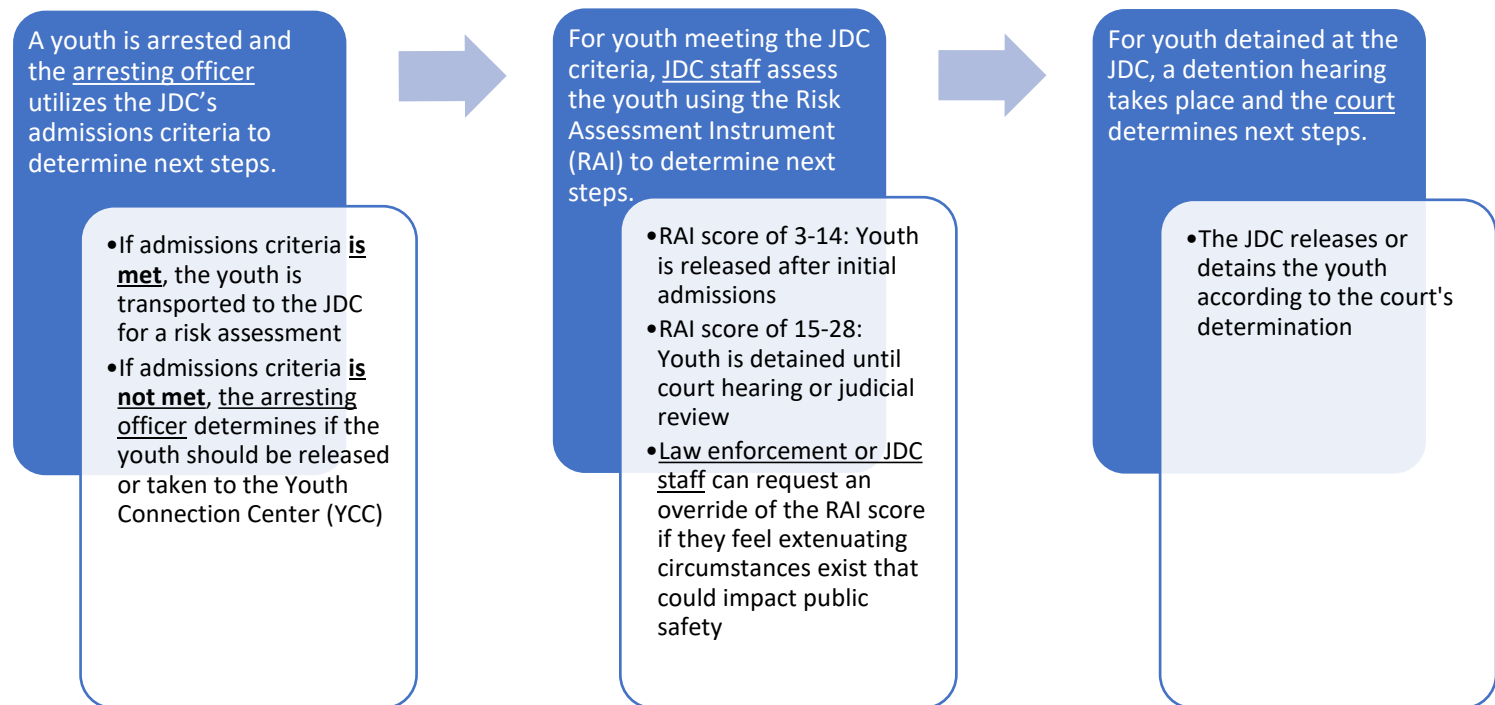 A youth is arrested and
the arresting officer
utilizes the JDC’s
admissions criteria to
determine next steps.
•If admissions criteria is
met, the youth is
transported to the JDC
for a risk assessment
•If admissions criteria is
not met, the arresting
officer determines if the
youth should be released
or taken to the Youth
Connection Center (YCC)
For youth meeting the JDC
criteria, JDC staff assess
the youth using the Risk
Assessment Instrument
(RAI) to determine next
steps.
•RAI score of 3-14: Youth
is released after initial
admissions
•RAI score of 15-28:
Youth is detained until
court hearing or judicial
review
•Law enforcement or JDC
staff can request an
override of the RAI score
if they feel extenuating
circumstances exist that
could impact public
safety
For youth detained at the
JDC, a detention hearing
takes place and the court
determines next steps.
•The JDC releases or
detains the youth
according to the court's
determination